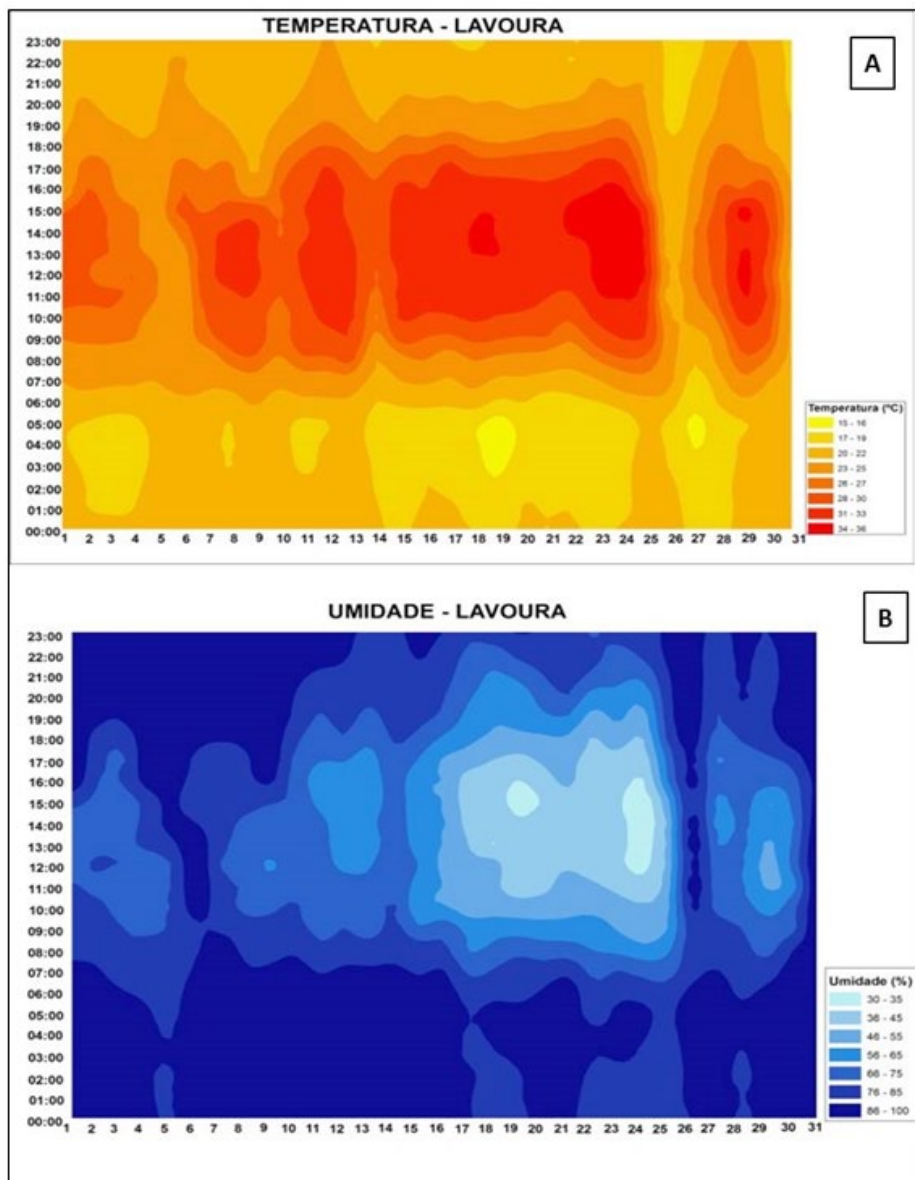 TEMPERATURA - LAVOURA
A
23:00
22:00
21:00
20:00
19:00
18:00
17:00
16:00
15:00
14:00
13:00
12:00
11:00
10:00
09:00
08:00
07:00
06:00
05:00
04:00
03:00
02:00
01:00
00:00
1 2 3 4 5 6 7 8 9 10 11 12 13 14 15 16 17 18 19 20 21 22 23 24 25 26 27 28 29 30 31
Temperatura (ºC)
15 - 16
17 - 19
20 - 22
23 - 25
26 - 27
28 - 30
31 - 33
34 - 36
UMIDADE - LAVOURA
B
23:00
22:00
21:00
20:00
19:00
18:00
17:00
16:00
15:00
14:00
13:00
12:00
11:00
10:00
09:00
08:00
07:00
06:00
05:00
04:00
03:00
02:00
01:00
00:00
1 2 3 4 5 6 7 8 9 10 11 12 13 14 15 16 17 18 19 20 21 22 23 24 25 26 27 28 29 30 31
Umidade (%)
30 - 35
36 - 45
46 - 55
56 - 65
66 - 75
76 - 85
86 - 100